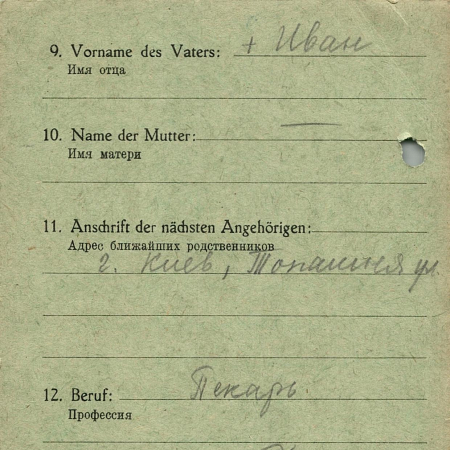 9. Vorname des Vaters: + Иван
Имя отца
10. Name der Mutter: —
Имя матери
11. Anschrift der nächsten Angehörigen:
Адрес ближайших родственников
г. Киев, ул.
12. Beruf: Пекарь.
Профессия